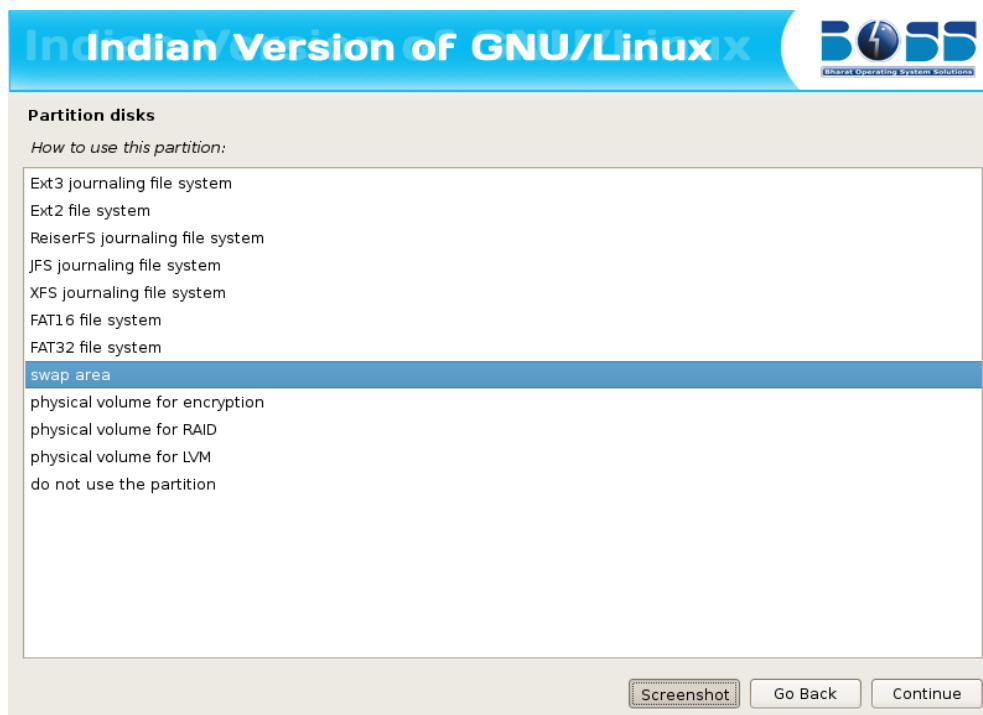 Indian Version of GNU/Linux
BOSS
Bharat Operating System Solutions
Partition disks
How to use this partition:
Ext3 journaling file system
Ext2 file system
ReiserFS journaling file system
JFS journaling file system
XFS journaling file system
FAT16 file system
FAT32 file system
swap area
physical volume for encryption
physical volume for RAID
physical volume for LVM
do not use the partition
Screenshot Go Back Continue